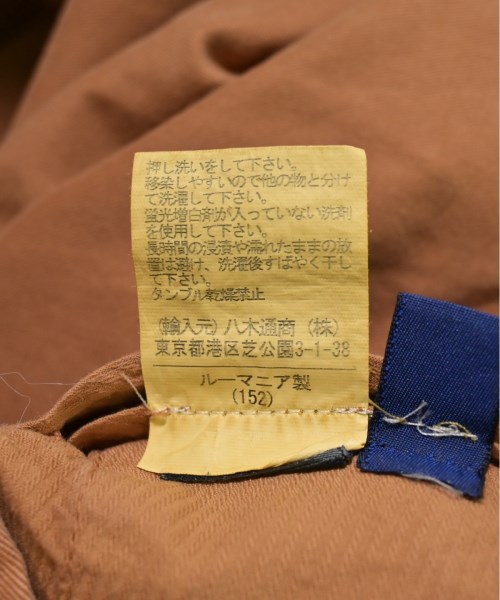 押し洗いをして下さい。
移染しやすいので他の物と分け
て洗濯して下さい。
蛍光増白剤が入っていない洗剤
を使用して下さい。
長時間の浸漬や濡れたままの放
置は避け、洗濯後すばやく干し
て下さい。
タンブル乾燥禁止
(輸入元) 八木通商 (株)
東京都港区芝公園3-1-38
ルーマニア製
(152)